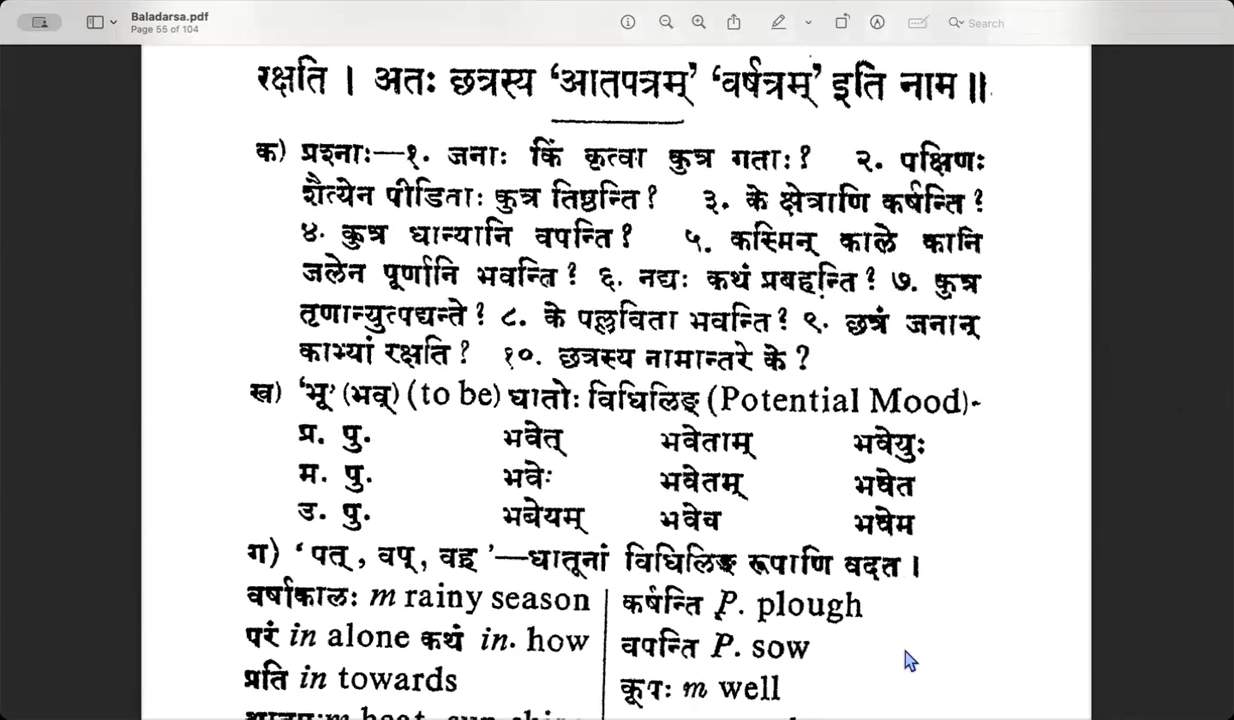 Baladarsa.pdf
Page 55 of 104
Search
रक्षति । अतः छत्रस्य 'आतपत्रम्' 'वर्षत्रम्' इति नाम ॥
क) प्रश्नाः—१. जनाः किं कृत्वा कुत्र गताः? २. पक्षिणः
शैत्येन पीडिताः कुत्र तिष्ठन्ति? ३. के क्षेत्राणि कर्षन्ति?
४. कुत्र धान्यानि वपन्ति? ५. कस्मिन् काले कानि
जलेन पूर्णानि भवन्ति? ६. नद्यः कथं प्रवहन्ति? ७. कुत्र
तृणान्युत्पद्यन्ते? ८. के पल्लविता भवन्ति? ९. छत्रं जनान्
काभ्यां रक्षति? १०. छत्रस्य नामान्तरे के?
ख) 'भू' (भव्) (to be) धातोः विधिलिङ् (Potential Mood)-
प्र. पु. भवेत् भवेताम् भवेयुः
म. पु. भवेः भवेतम् भवेत
उ. पु. भवेयम् भवेव भवेम
ग) 'पत्, वप्, वह्'—धातूनां विधिलिङ् रूपाणि वदत ।
वर्षाकालः m rainy season
परं in alone कथं in. how
प्रति in towards
कर्षन्ति P. plough
वपन्ति P. sow
कूपः m well